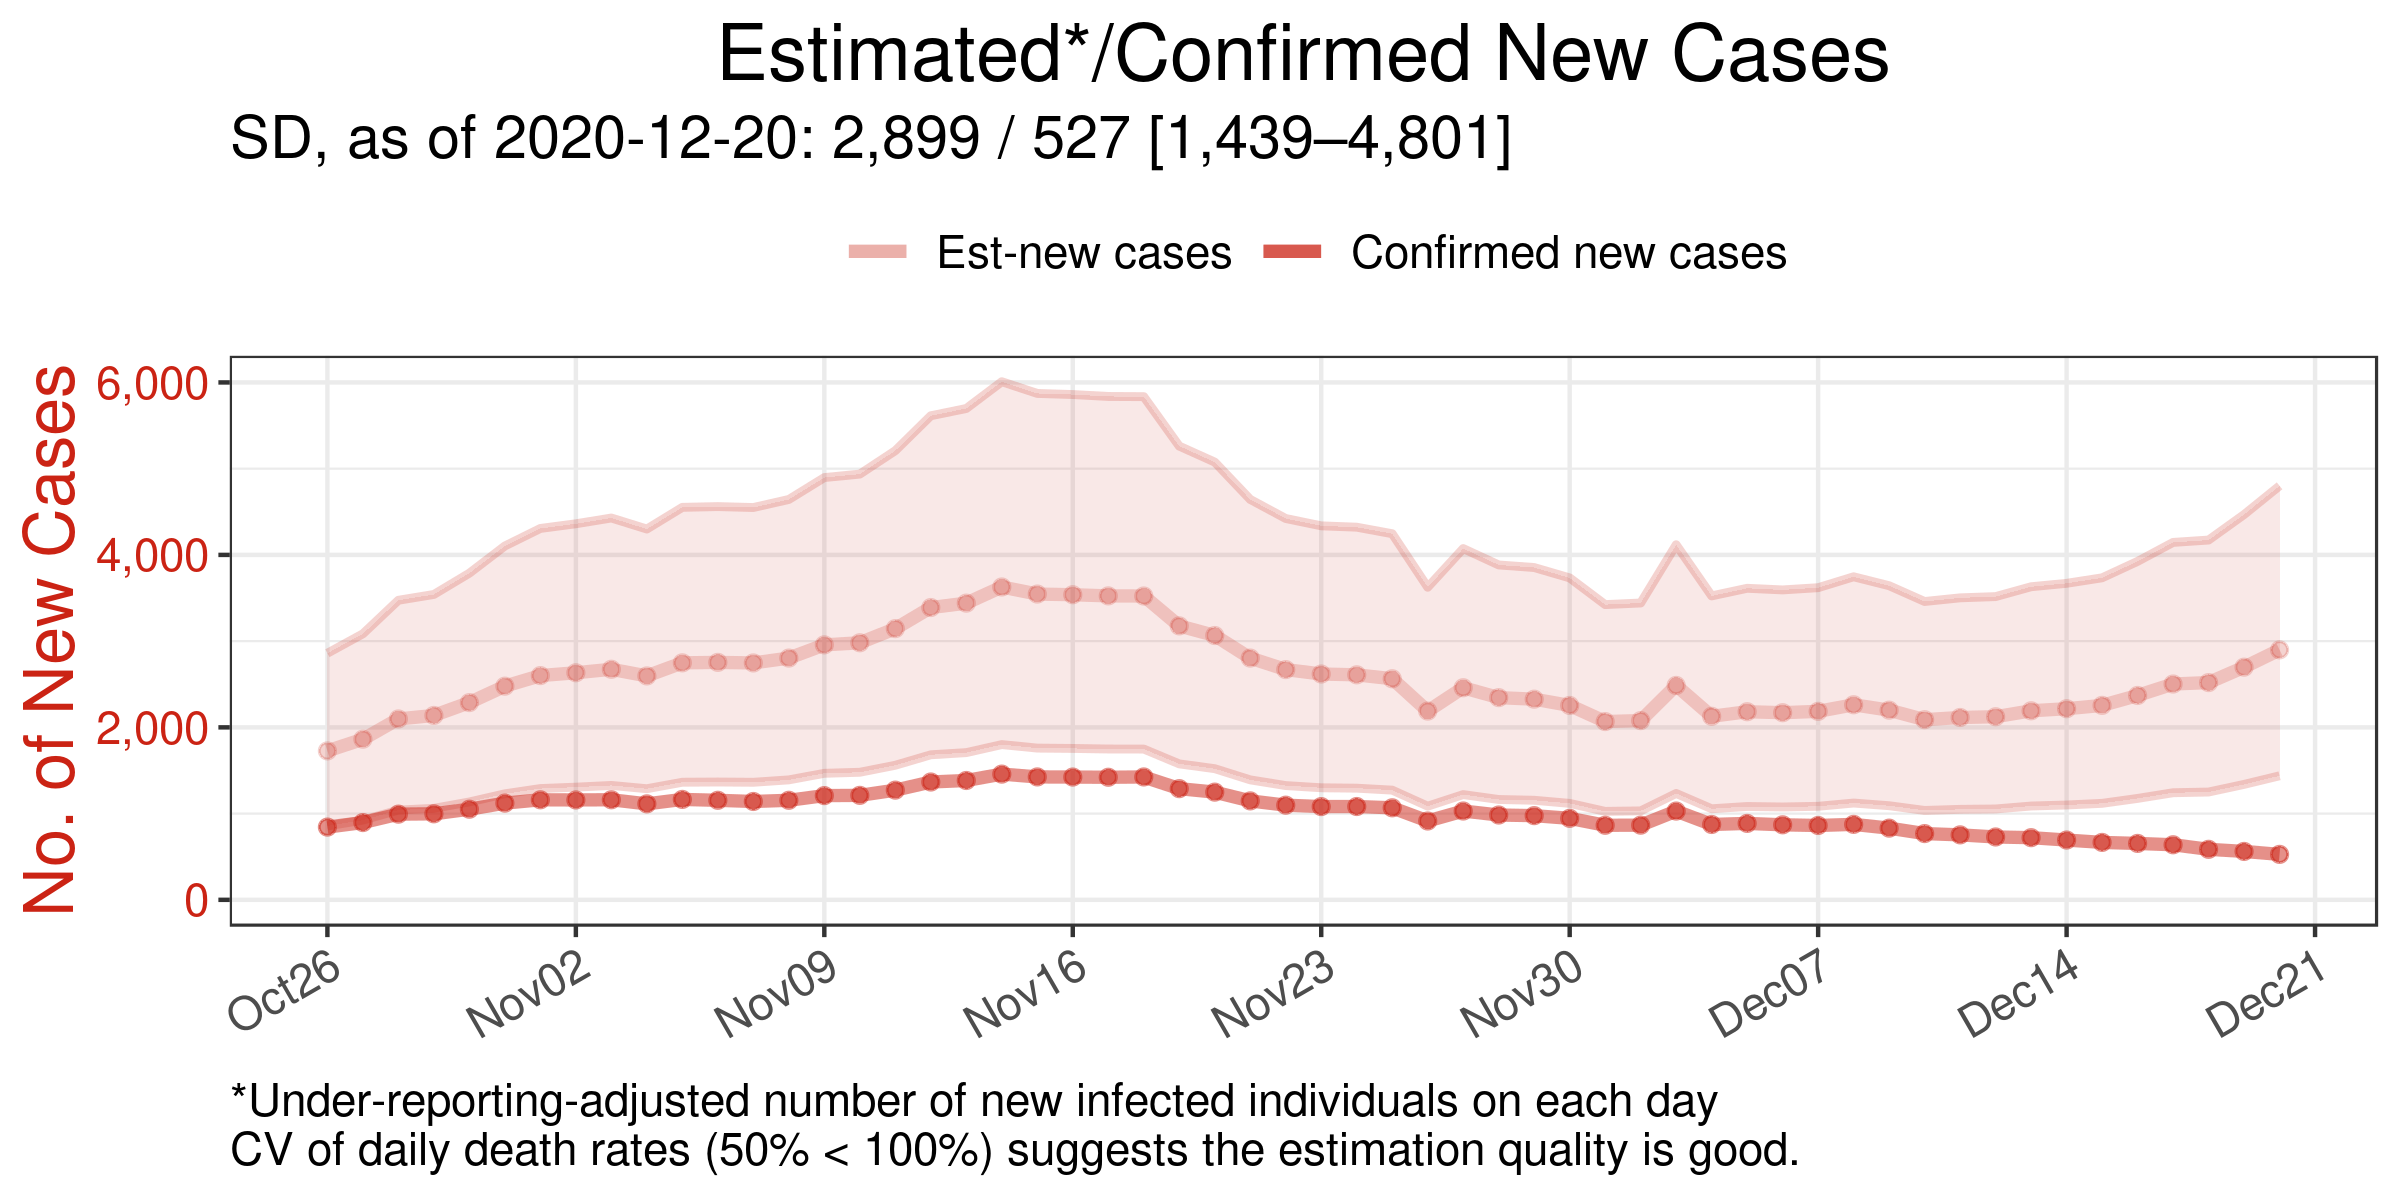 Estimated*/Confirmed New Cases
SD, as of 2020-12-20: 2,899 / 527 [1,439–4,801]
Est-new cases
Confirmed new cases
No. of New Cases
6,000
4,000
2,000
0
Oct26
Nov02
Nov09
Nov16
Nov23
Nov30
Dec07
Dec14
Dec21
*Under-reporting-adjusted number of new infected individuals on each day
CV of daily death rates (50% < 100%) suggests the estimation quality is good.